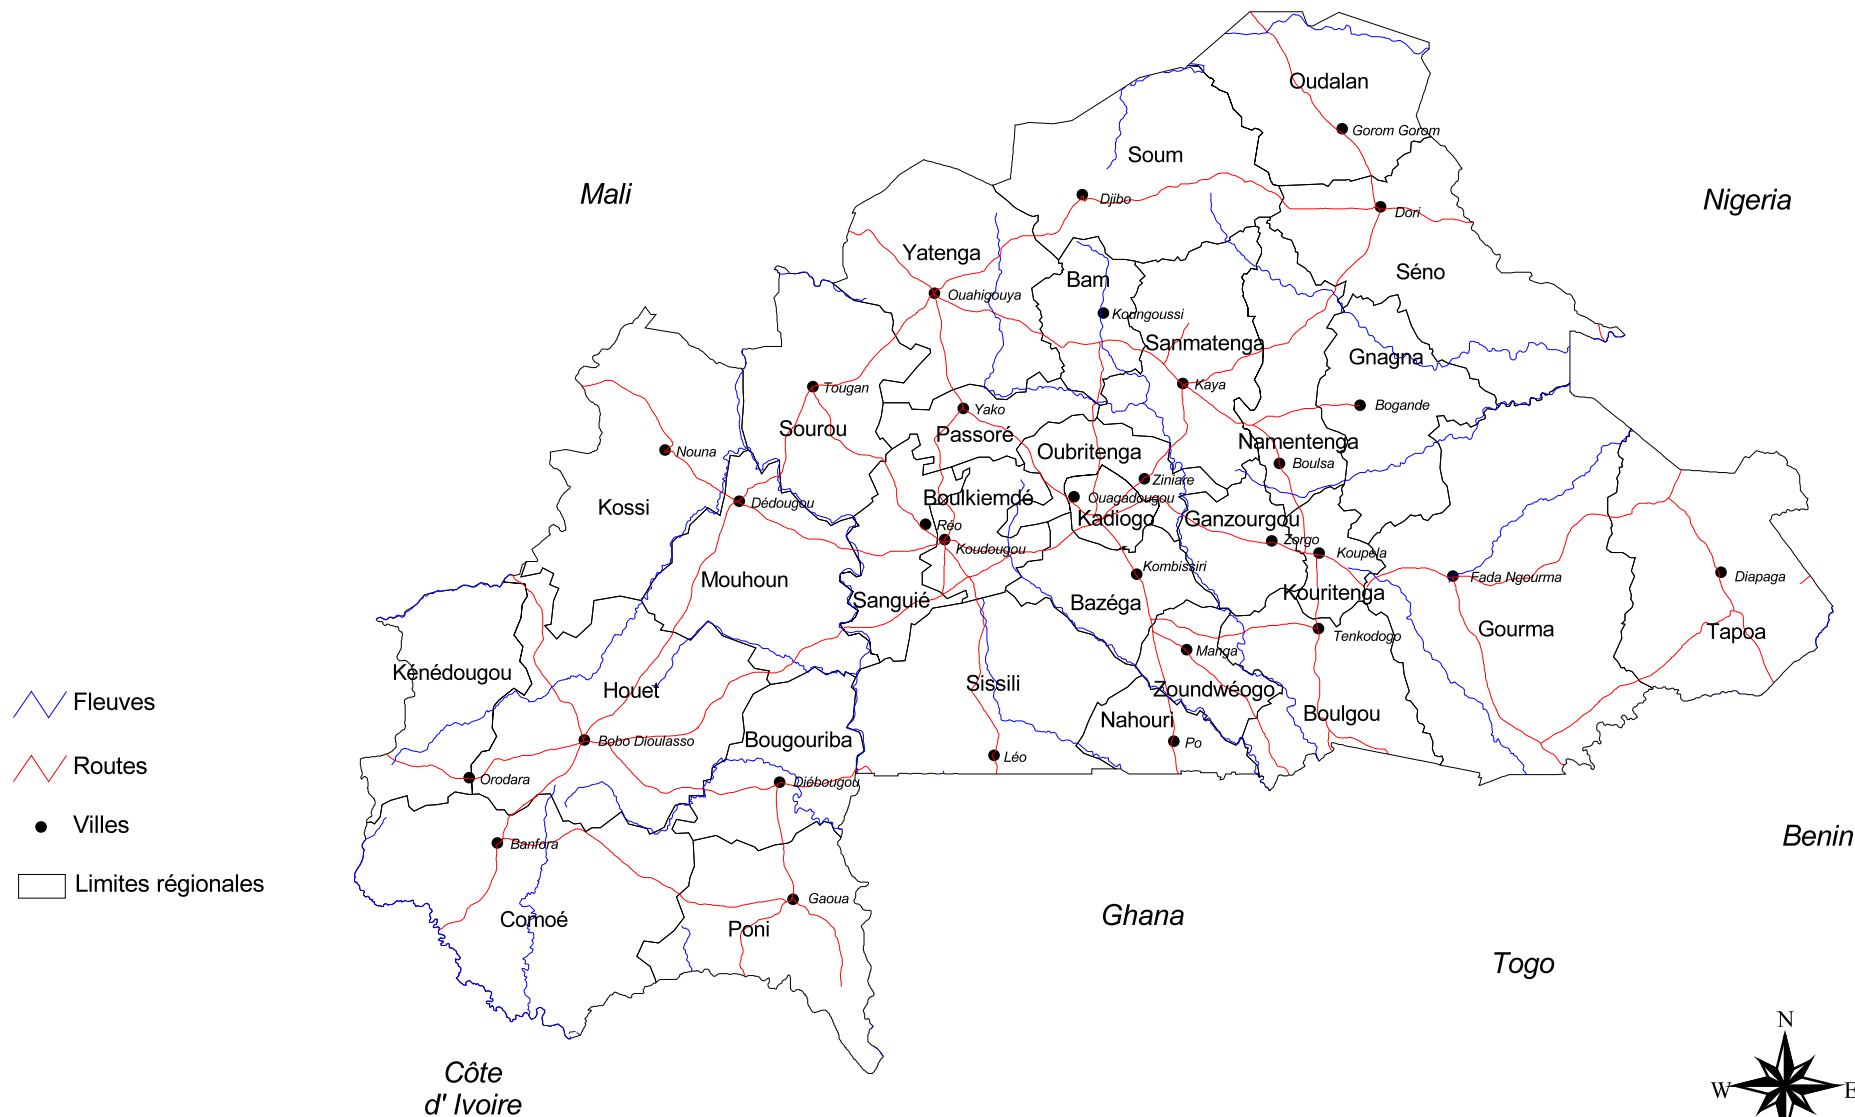 Oudalan
Gorom Gorom
Soum
Mali
Djibo
Nigeria
Dori
Yatenga
Séno
Bam
Ouahigouya
Koungoussi
Sanmatenga
Gnagna
Kaya
Tougan
Bogande
Yako
Sourou
Passoré
Namentenga
Oubritenga
Nouna
Boulsa
Ziniare
Boulkiemdé
Ouagadougou
Dédougou
Kossi
Kadiogo
Ganzourgou
Réo
Zorgo
Koudougou
Koupela
Kombissiri
Fada Ngourma
Diapaga
Mouhoun
Kouritenga
Sanguié
Bazéga
Gourma
Tapoa
Tenkodogo
Manga
Kénédougou
Sissili
Houet
Zoundwéogo
Fleuves
Boulgou
Nahouri
Bobo Dioulasso
Bougouriba
Po
Léo
Routes
Orodara
Diébougou
Villes
Benin
Banfora
Limites régionales
Gaoua
Ghana
Comoé
Poni
Togo
N
Côte
d' Ivoire
W
E